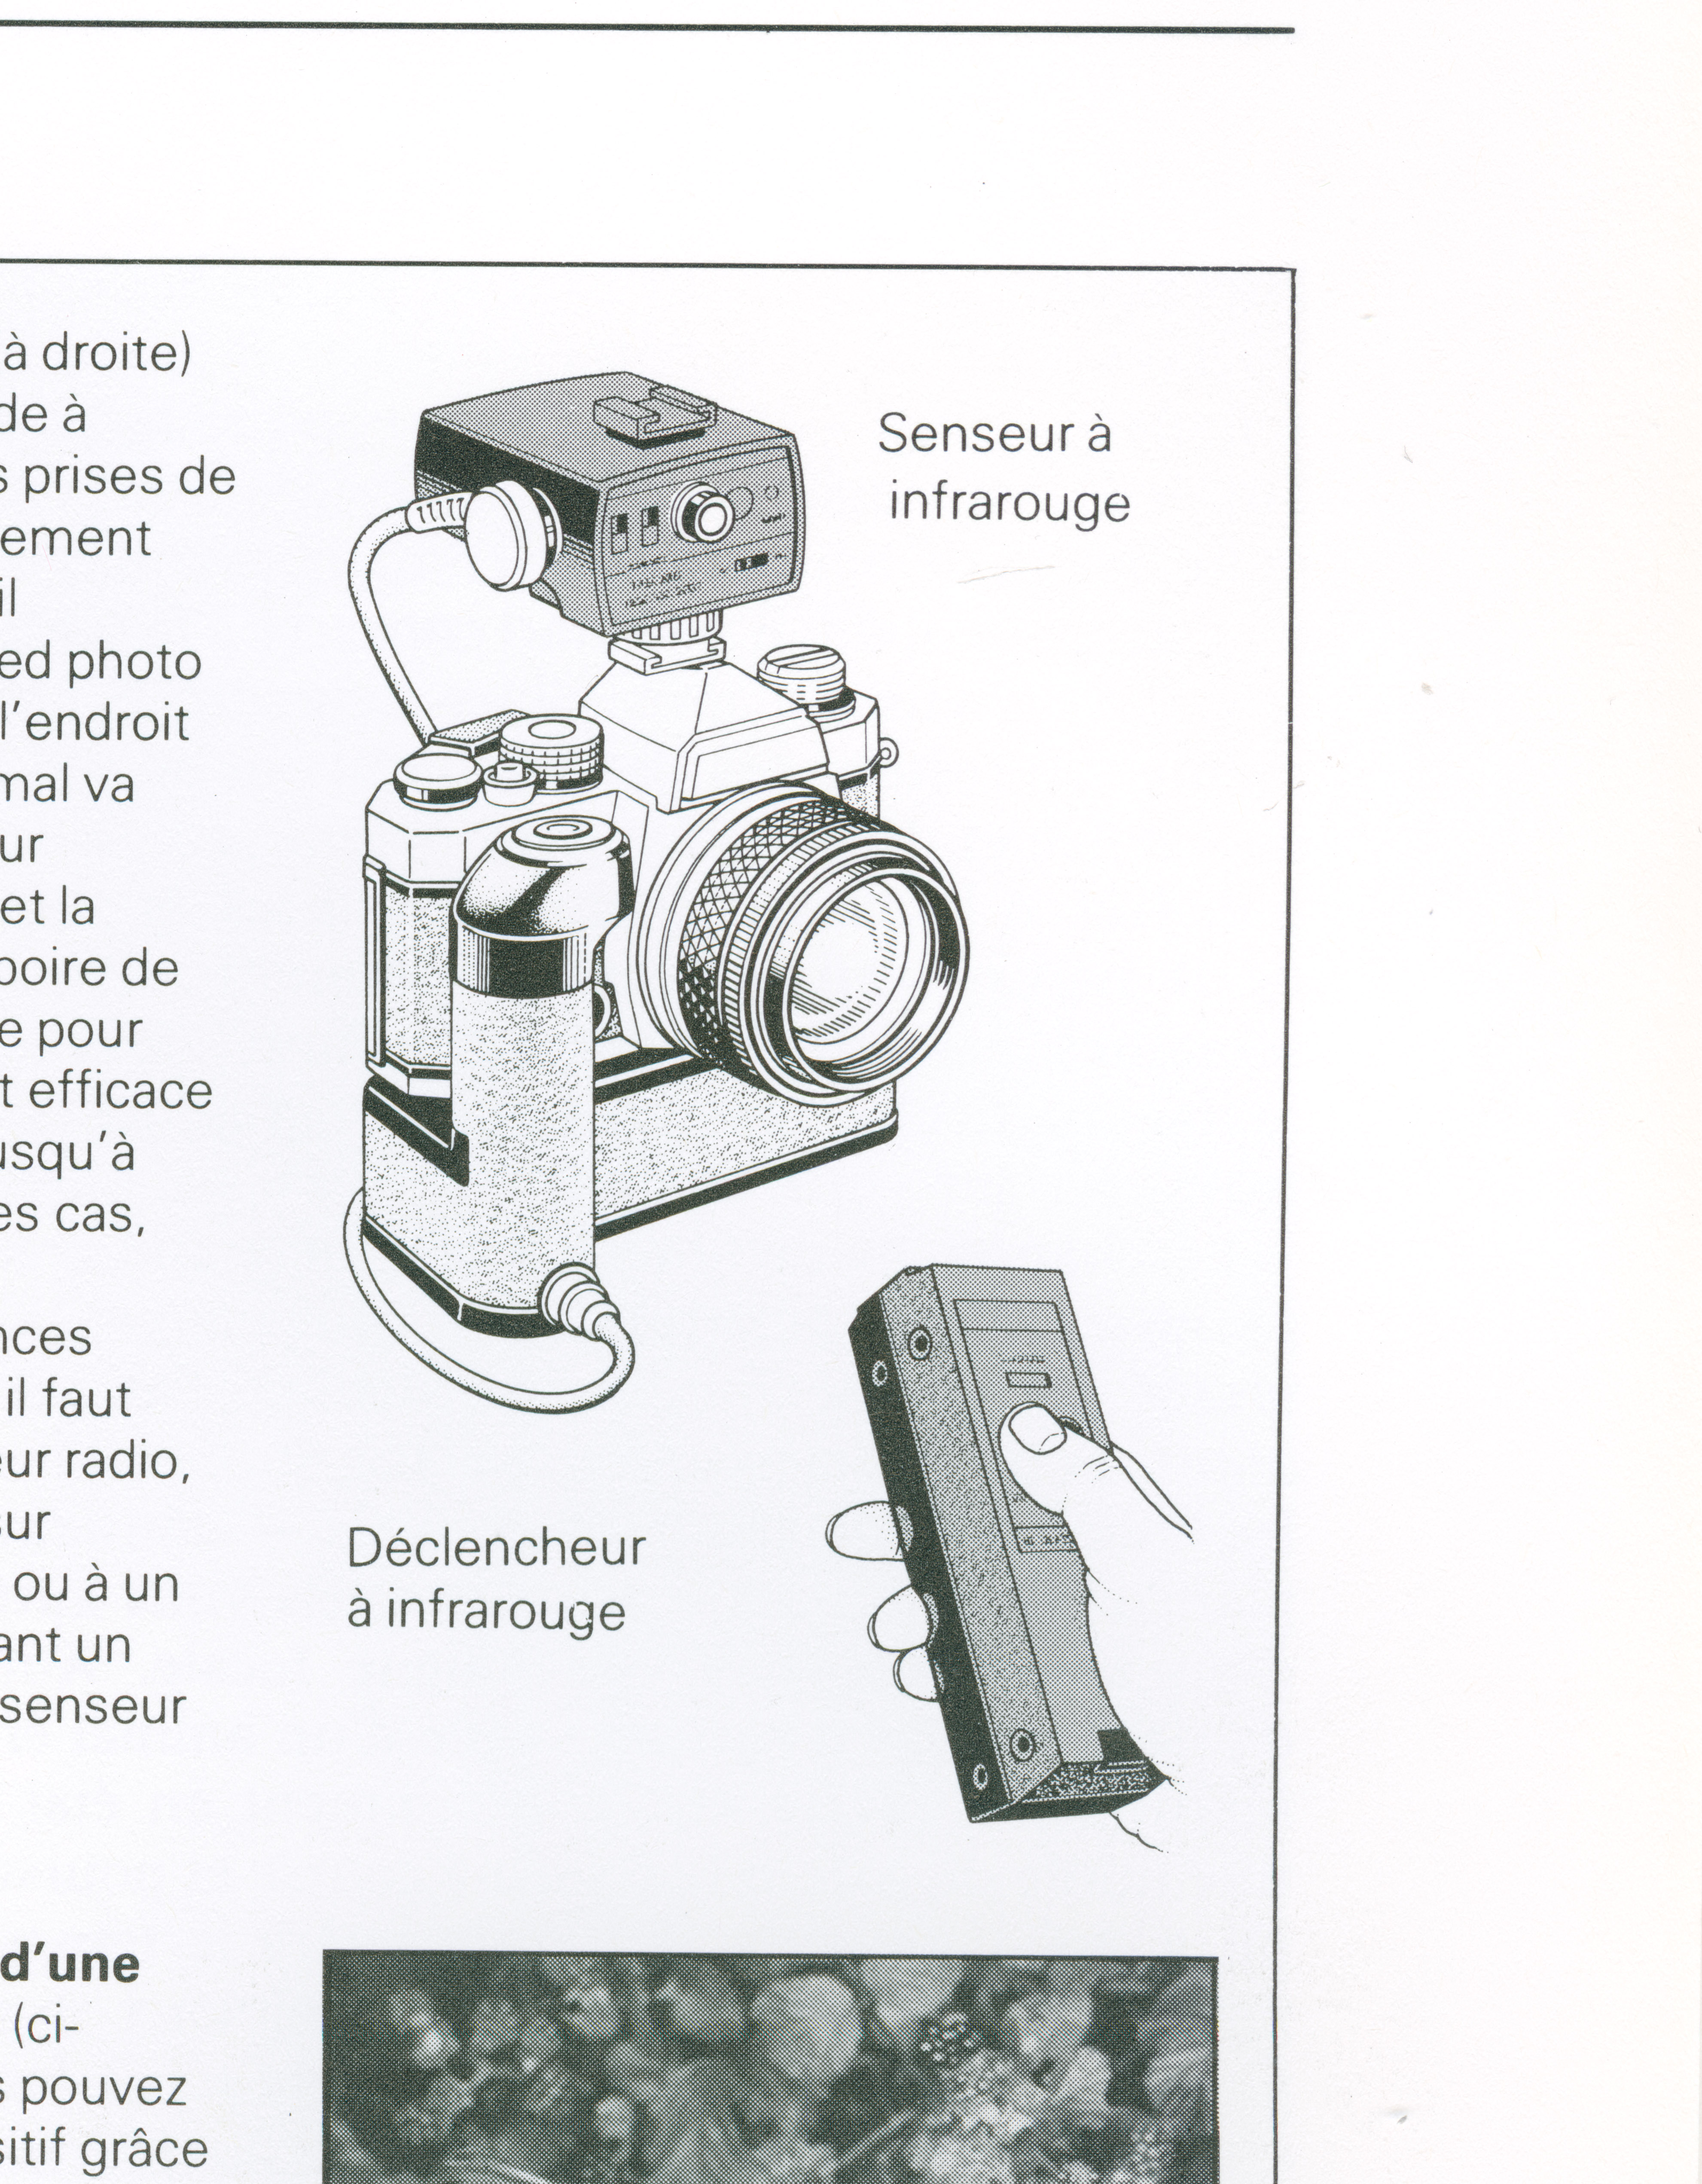 à droite)
de à
s prises de
ement
il
ed photo
l'endroit
mal va
ur
et la
poire de
e pour
t efficace
usqu'à
es cas,
nces
il faut
eur radio,
sur
ou à un
ant un
senseur
d'une
(ci-
s pouvez
sitif grâce
Senseur à
infrarouge
Déclencheur
à infrarouge